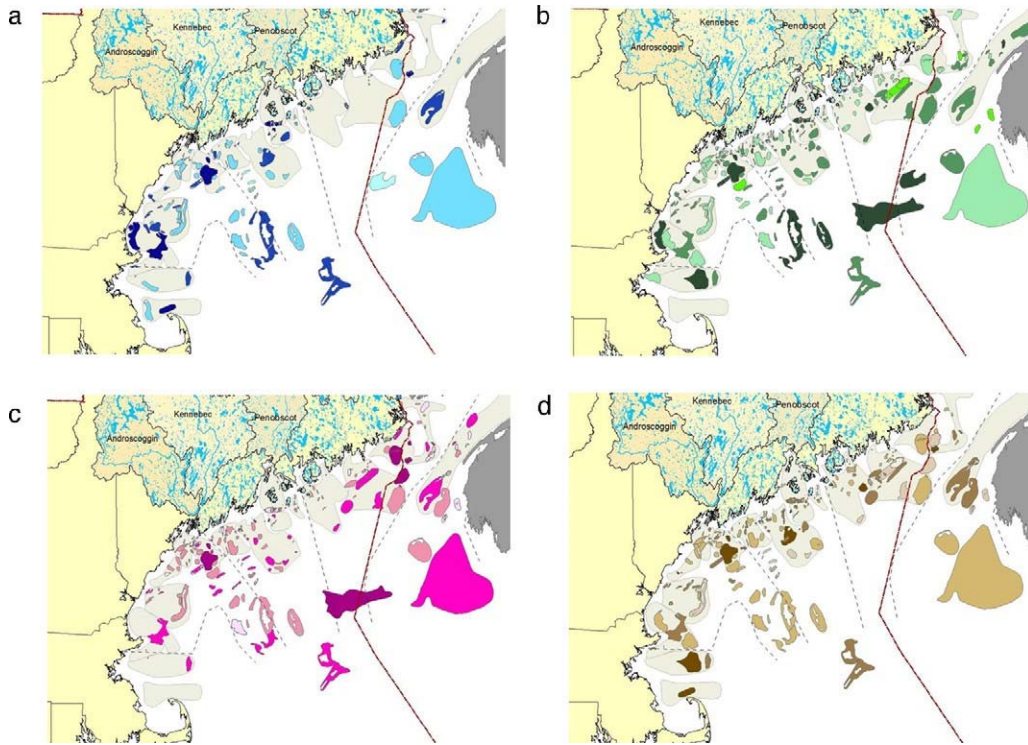 a
Kennebec
Penobscot
Androscoggin
b
Kennebec
Penobscot
Androscoggin
c
Kennebec
Penobscot
Androscoggin
d
Kennebec
Penobscot
Androscoggin